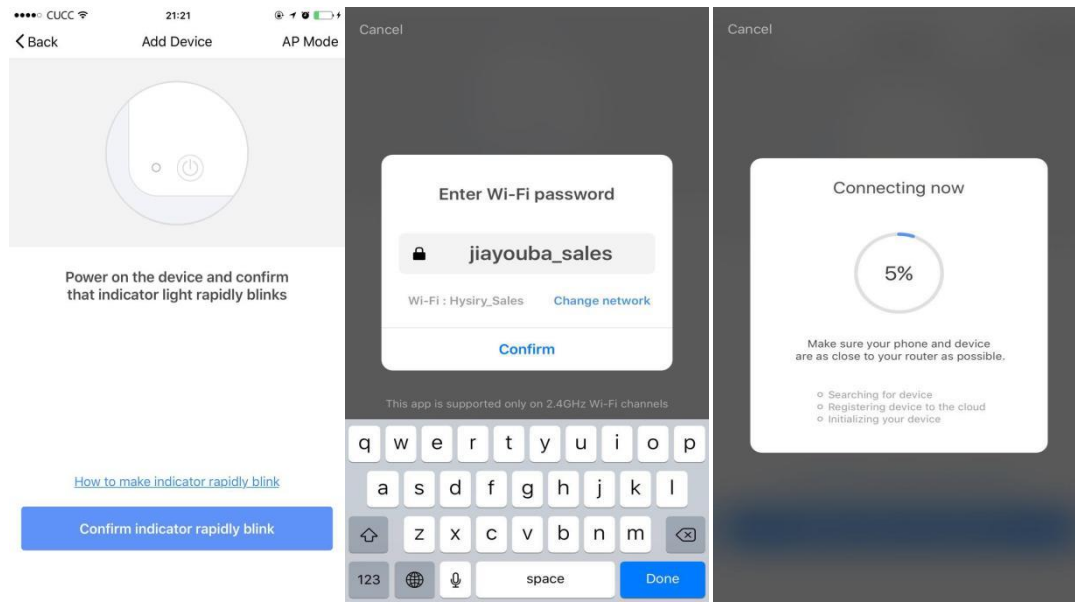 CUCC
21:21
Back
Add Device
AP Mode
Power on the device and confirm
that indicator light rapidly blinks
How to make indicator rapidly blink
Confirm indicator rapidly blink
Cancel
Enter Wi-Fi password
jiayouba_sales
Wi-Fi : Hysiry_Sales
Change network
Confirm
This app is supported only on 2.4GHz Wi-Fi channels
q w e r t y u i o p
a s d f g h j k l
z x c v b n m
123
space
Done
Cancel
Connecting now
5%
Make sure your phone and device
are as close to your router as possible.
Searching for device
Registering device to the cloud
Initializing your device